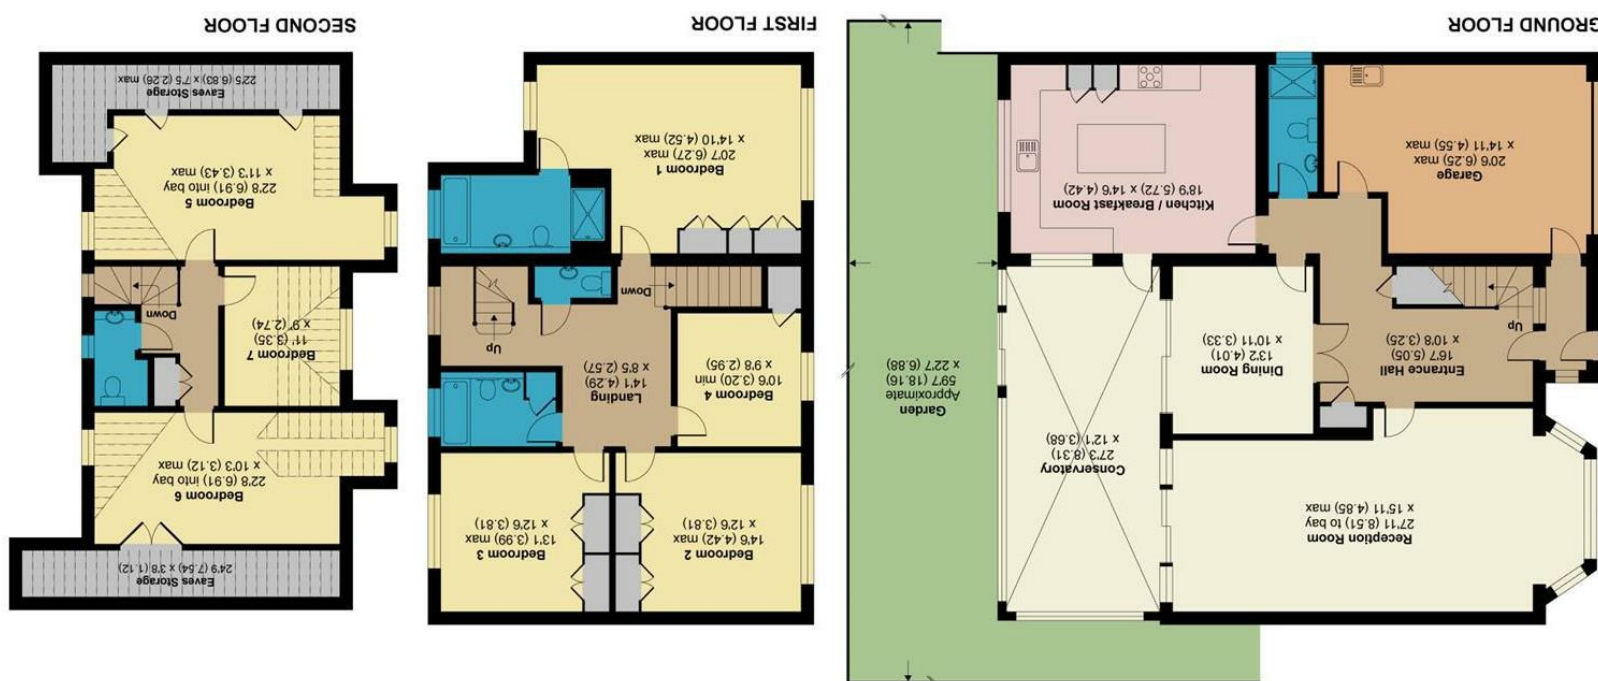 Reception Room
27'11 (8.51) to bay
x 15'11 (4.85) max
Conservatory
27'3 (8.31)
x 12'1 (3.68)
Garden
Approximate
59'7 (18.16)
x 22'7 (6.88)
Entrance Hall
16'7 (5.05)
x 10'8 (3.25)
Up
Dining Room
13'2 (4.01)
x 10'11 (3.33)
Garage
20'6 (6.25) max
x 14'11 (4.55) max
Kitchen / Breakfast Room
18'9 (5.72) x 14'6 (4.42)
GROUND FLOOR
Bedroom 2
14'6 (4.42) max
x 12'6 (3.81)
Bedroom 3
13'1 (3.99) max
x 12'6 (3.81)
Bedroom 4
10'6 (3.20) min
x 9'8 (2.95)
Landing
14'1 (4.29)
x 8'5 (2.57)
Up
Down
Bedroom 1
20'7 (6.27) max
x 14'10 (4.52) max
FIRST FLOOR
Eaves Storage
24'9 (7.54) x 3'8 (1.12)
Bedroom 6
22'8 (6.91) into bay
x 10'3 (3.12) max
Bedroom 7
11' (3.35)
x 9' (2.74)
Down
Bedroom 5
22'8 (6.91) into bay
x 11'3 (3.43) max
Eaves Storage
22'5 (6.83) x 7'5 (2.26) max
SECOND FLOOR